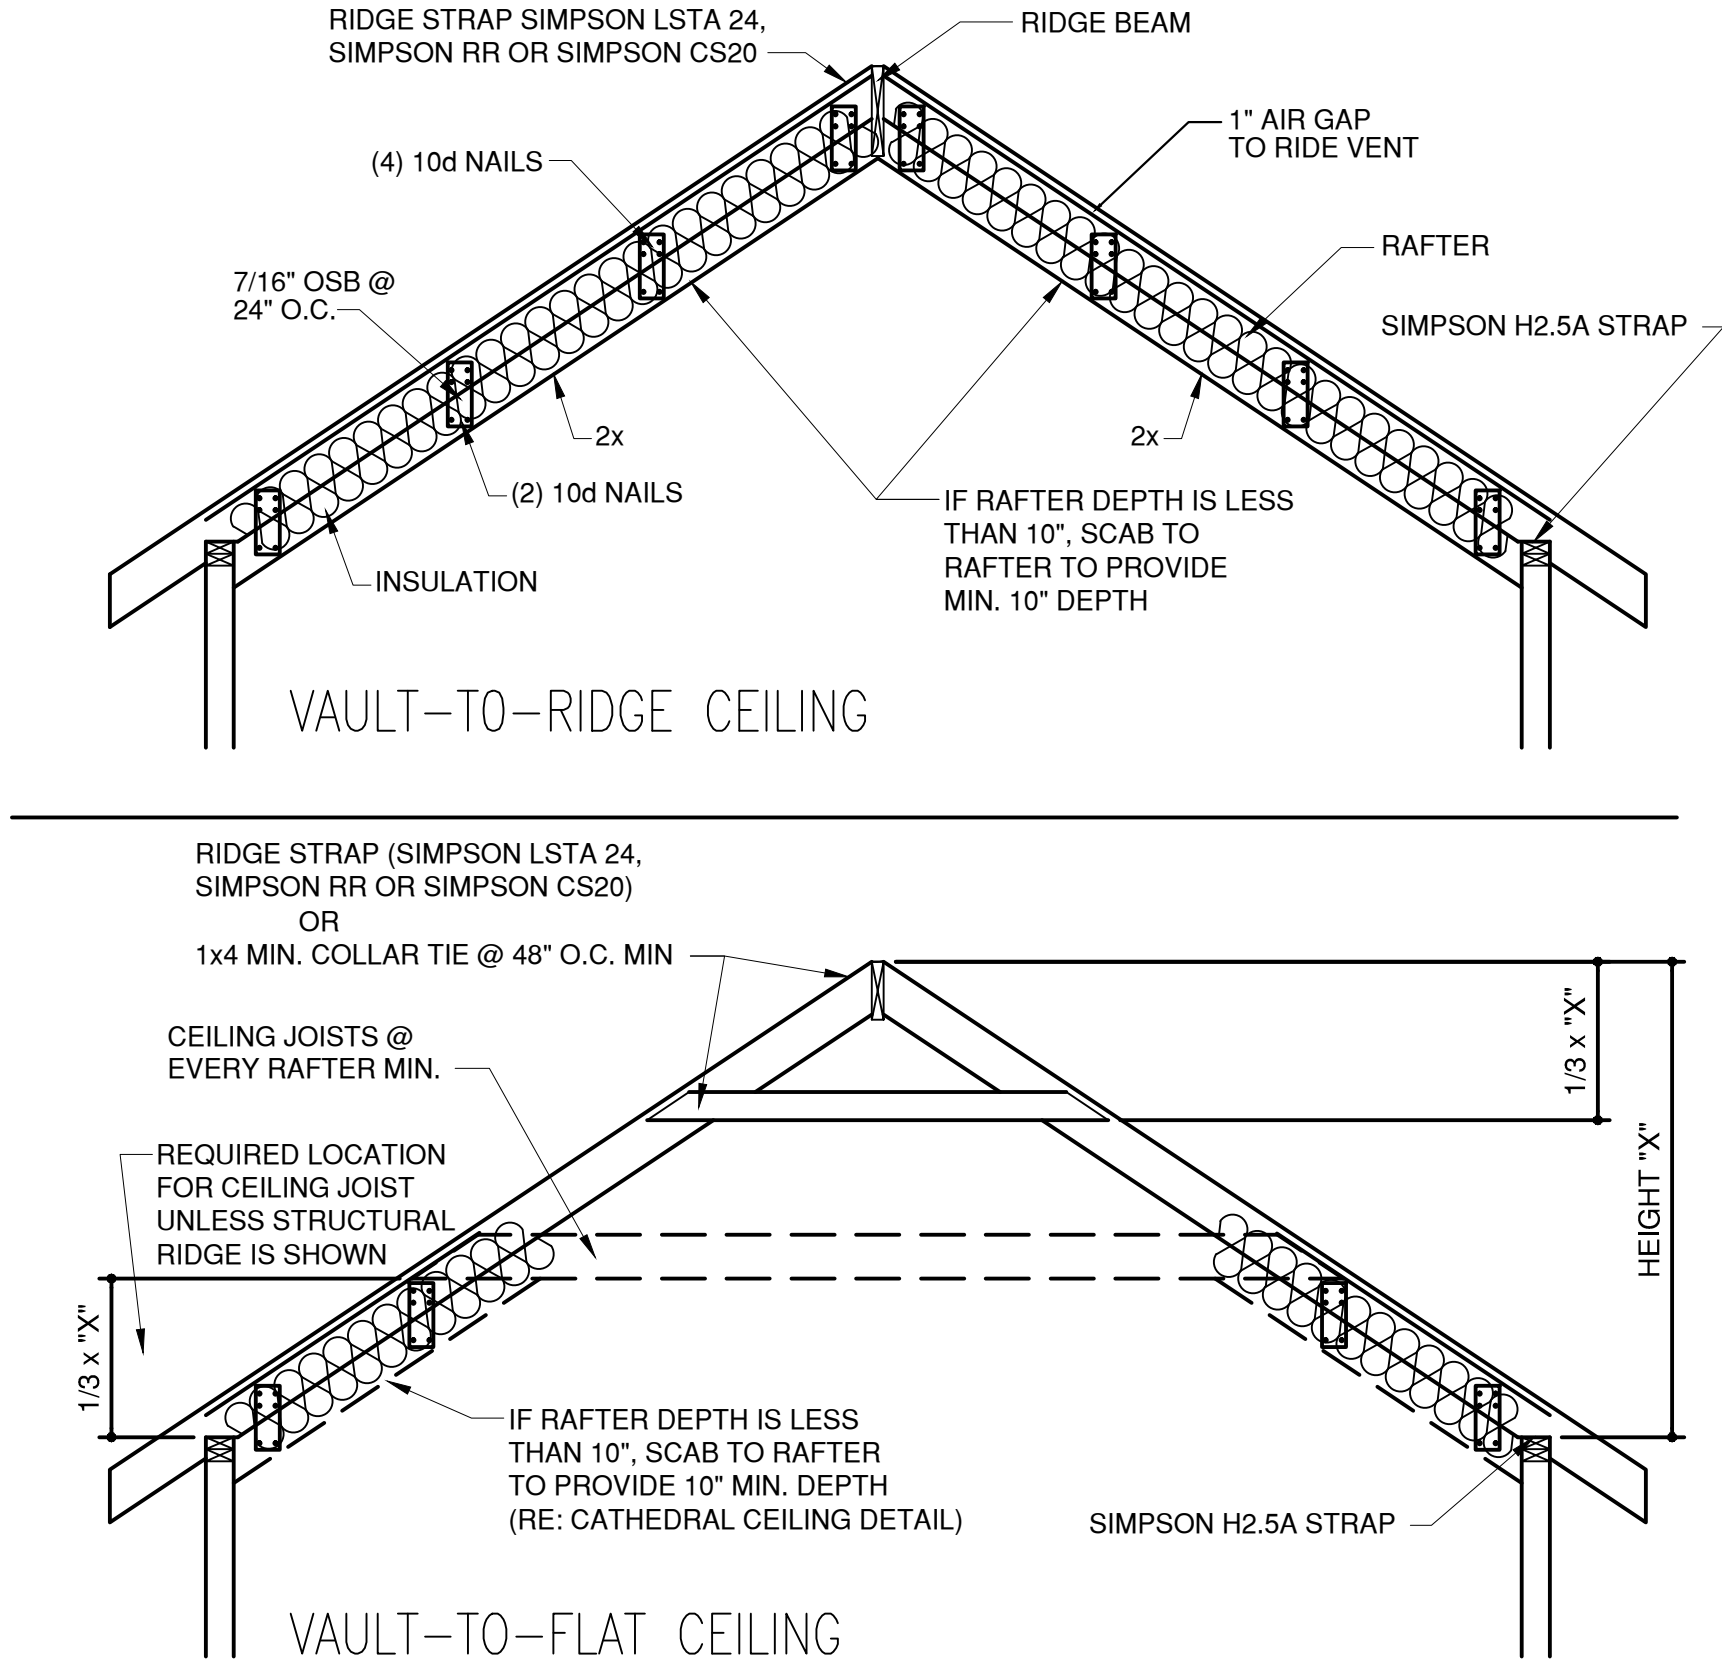 RIDGE STRAP SIMPSON LSTA 24,
SIMPSON RR OR SIMPSON CS20
RIDGE BEAM
1" AIR GAP
TO RIDE VENT
(4) 10d NAILS
RAFTER
7/16" OSB @
24" O.C.
SIMPSON H2.5A STRAP
2x
2x
(2) 10d NAILS
IF RAFTER DEPTH IS LESS
THAN 10", SCAB TO
RAFTER TO PROVIDE
MIN. 10" DEPTH
INSULATION
VAULT-TO-RIDGE CEILING
RIDGE STRAP (SIMPSON LSTA 24,
SIMPSON RR OR SIMPSON CS20)
OR
1x4 MIN. COLLAR TIE @ 48" O.C. MIN
CEILING JOISTS @
EVERY RAFTER MIN.
1/3 x "X"
HEIGHT "X"
REQUIRED LOCATION
FOR CEILING JOIST
UNLESS STRUCTURAL
RIDGE IS SHOWN
1/3 x "X"
IF RAFTER DEPTH IS LESS
THAN 10", SCAB TO RAFTER
TO PROVIDE 10" MIN. DEPTH
(RE: CATHEDRAL CEILING DETAIL)
SIMPSON H2.5A STRAP
VAULT-TO-FLAT CEILING